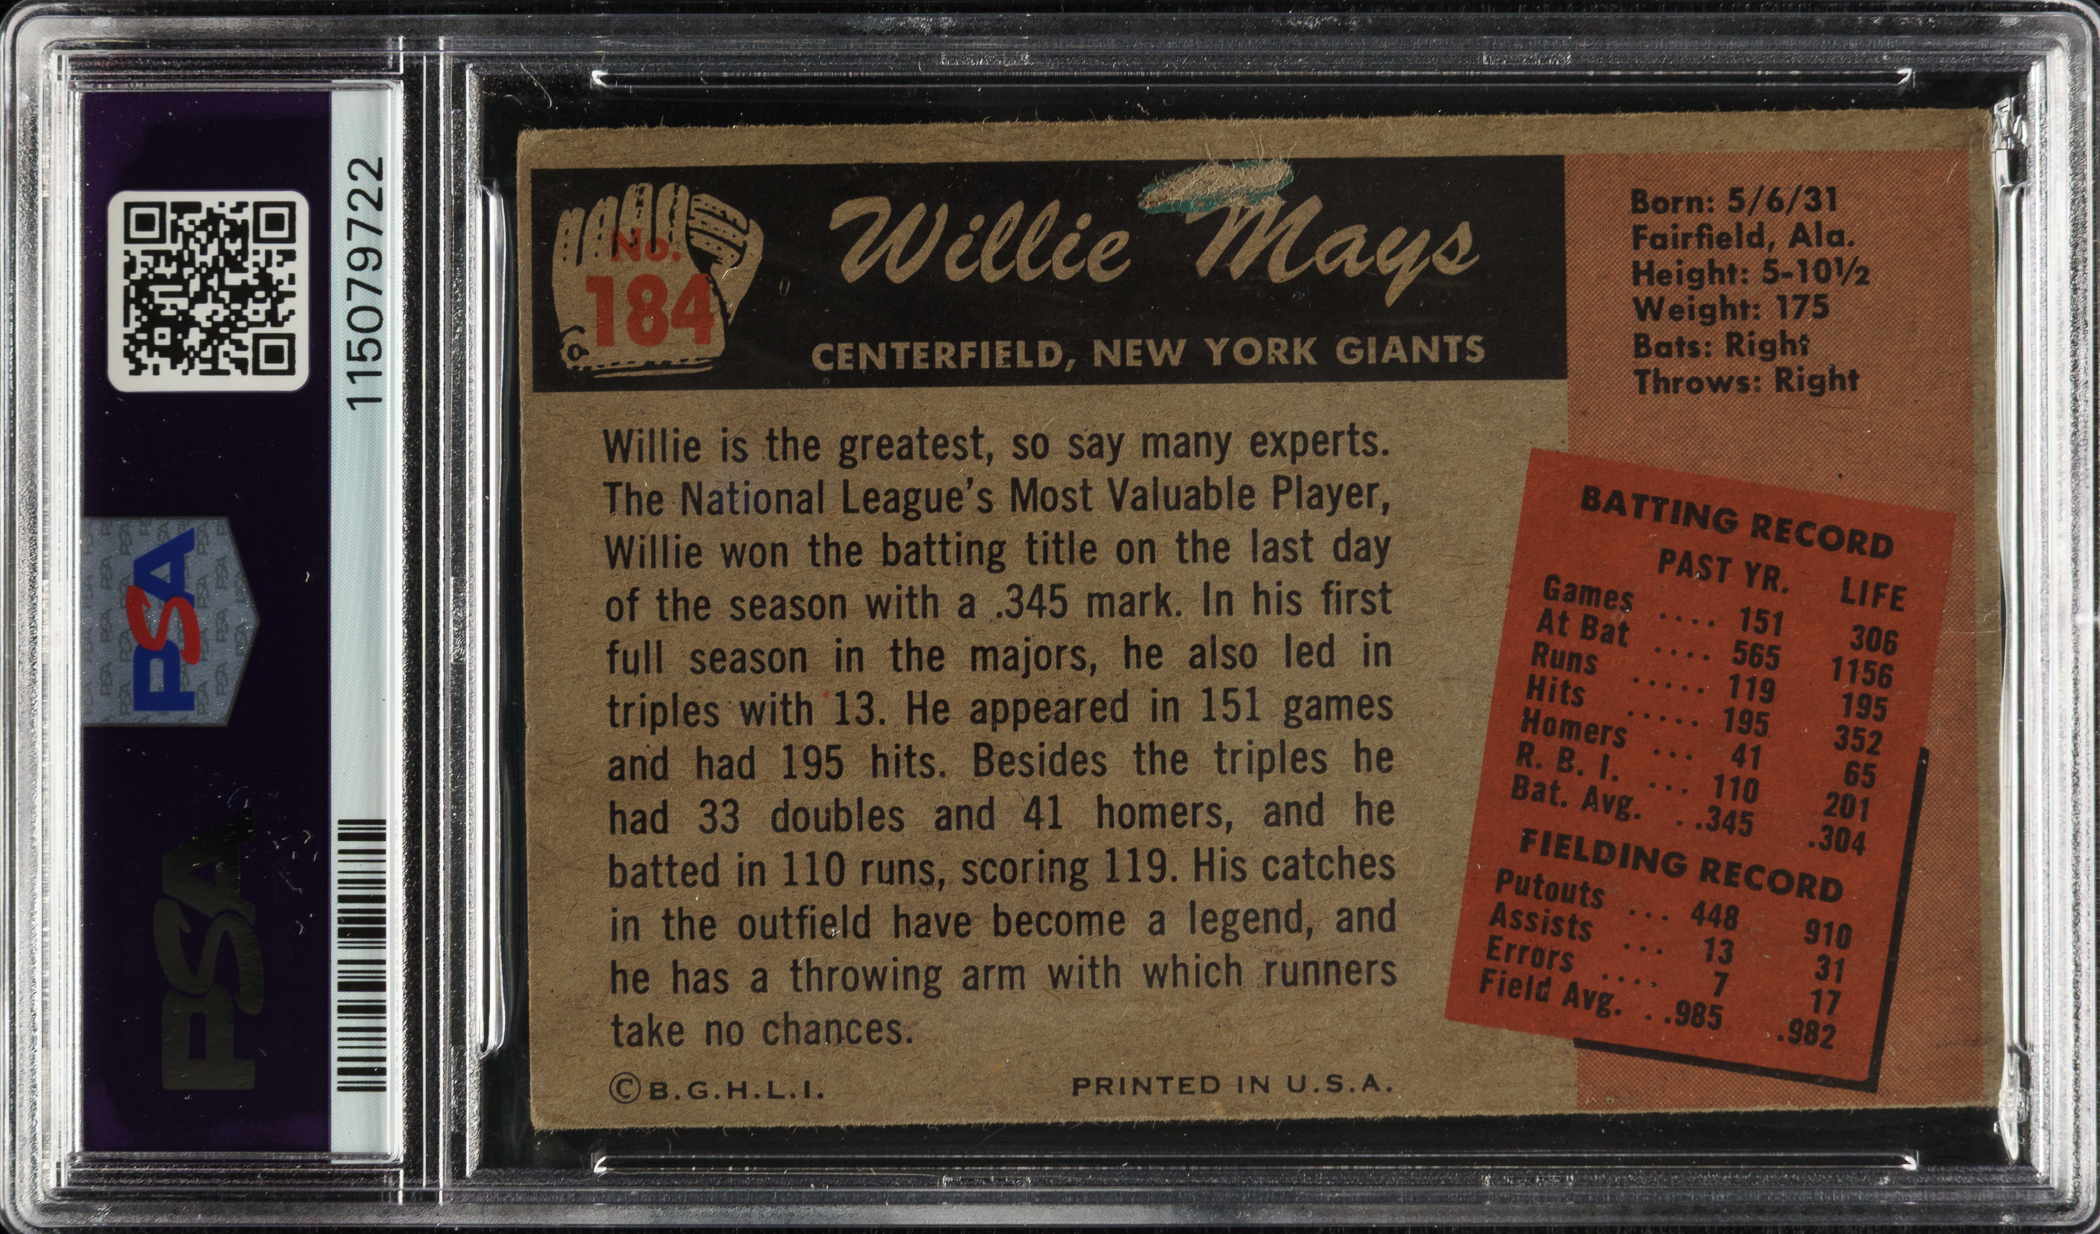 115079722
PSA
PSA
No.
184
Willie Mays
CENTERFIELD, NEW YORK GIANTS
Born: 5/6/31
Fairfield, Ala.
Height: 5-10½
Weight: 175
Bats: Right
Throws: Right
Willie is the greatest, so say many experts.
The National League's Most Valuable Player,
Willie won the batting title on the last day
of the season with a .345 mark. In his first
full season in the majors, he also led in
triples with 13. He appeared in 151 games
and had 195 hits. Besides the triples he
had 33 doubles and 41 homers, and he
batted in 110 runs, scoring 119. His catches
in the outfield have become a legend, and
he has a throwing arm with which runners
take no chances.
©B.G.H.L.I. PRINTED IN U.S.A.
BATTING RECORD
PAST YR. LIFE
Games .... 151 306
At Bat .... 565 1156
Runs ..... 119 195
Hits ..... 195 352
Homers ... 41 65
R. B. I. ... 110 201
Bat. Avg. ..345 .304
FIELDING RECORD
Putouts ... 448 910
Assists ... 13 31
Errors .... 7 17
Field Avg. ..985 .982